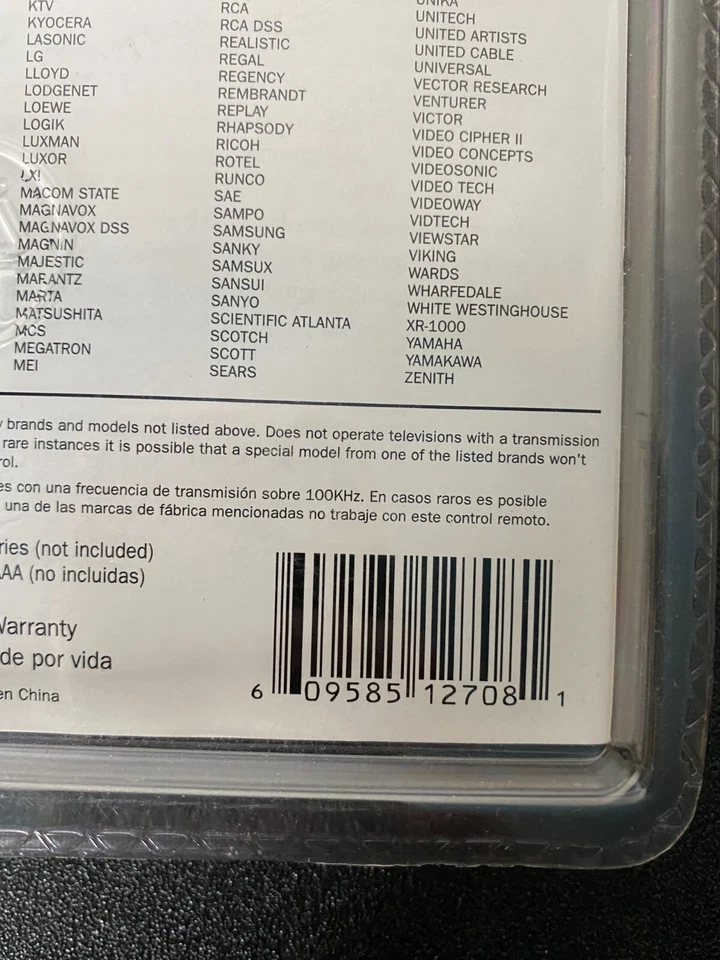 KTV
KYOCERA
LASONIC
LG
LLOYD
LODGENET
LOEWE
LOGIK
LUXMAN
LUXOR
LXI
MACOM STATE
MAGNAVOX
MAGNAVOX DSS
MAGNIN
MAJESTIC
MARANTZ
MARTA
MATSUSHITA
MCS
MEGATRON
MEI
RCA
RCA DSS
REALISTIC
REGAL
REGENCY
REMBRANDT
REPLAY
RHAPSODY
RICOH
ROTEL
RUNCO
SAE
SAMPO
SAMSUNG
SANKY
SAMSUX
SANSUI
SANYO
SCIENTIFIC ATLANTA
SCOTCH
SCOTT
SEARS
UNIKA
UNITECH
UNITED ARTISTS
UNITED CABLE
UNIVERSAL
VECTOR RESEARCH
VENTURER
VICTOR
VIDEO CIPHER II
VIDEO CONCEPTS
VIDEOSONIC
VIDEO TECH
VIDEOWAY
VIDTECH
VIEWSTAR
VIKING
WARDS
WHARFEDALE
WHITE WESTINGHOUSE
XR-1000
YAMAHA
YAMAKAWA
ZENITH
brands and models not listed above. Does not operate televisions with a transmission
rare instances it is possible that a special model from one of the listed brands won't
rol.
es con una frecuencia de transmisión sobre 100KHz. En casos raros es posible
una de las marcas de fábrica mencionadas no trabaje con este control remoto.
ries (not included)
AA (no incluidas)
Warranty
de por vida
en China
6 09585 12708 1